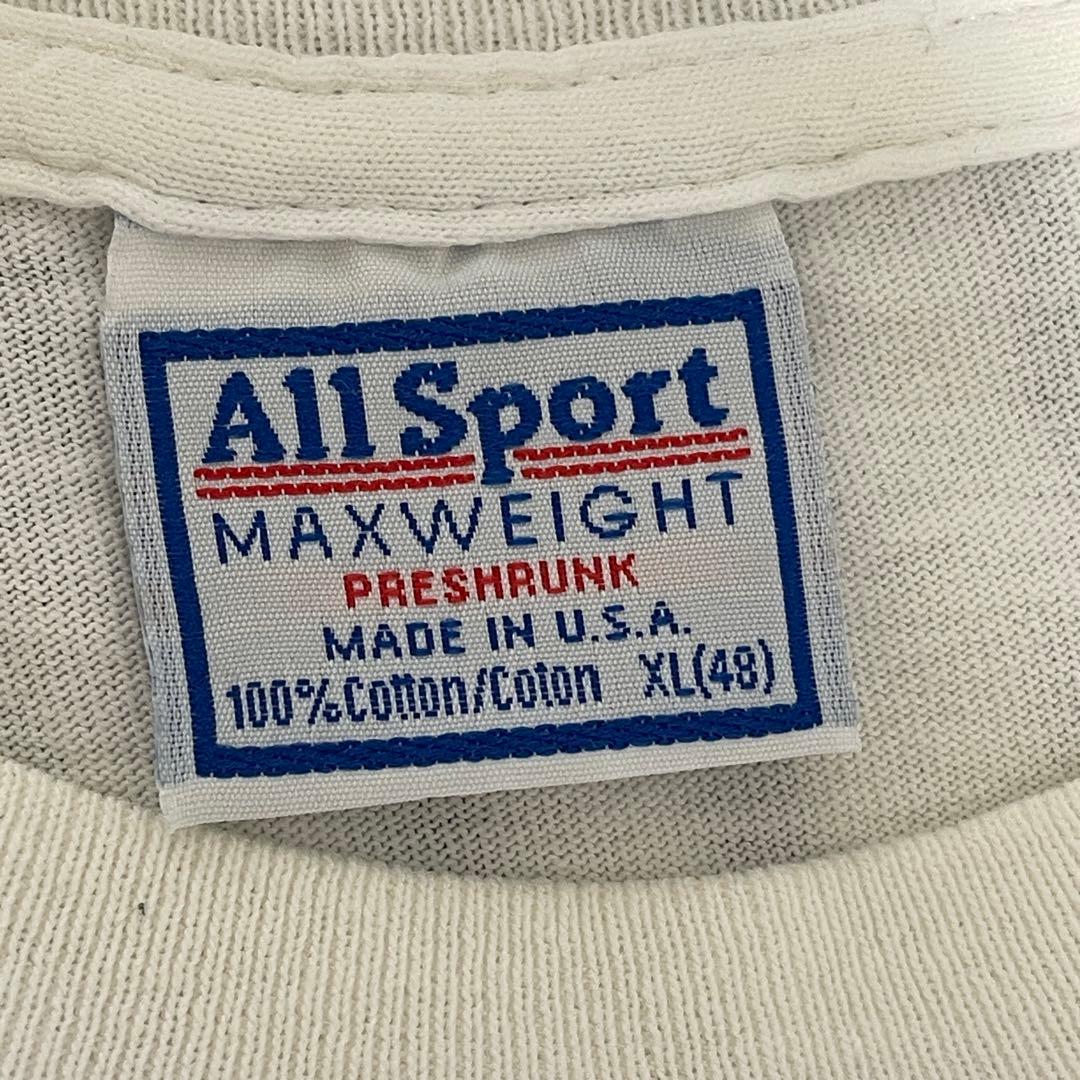 All Sport
MAXWEIGHT
PRESHRUNK
MADE IN U.S.A.
100% Cotton/Coton XL(48)